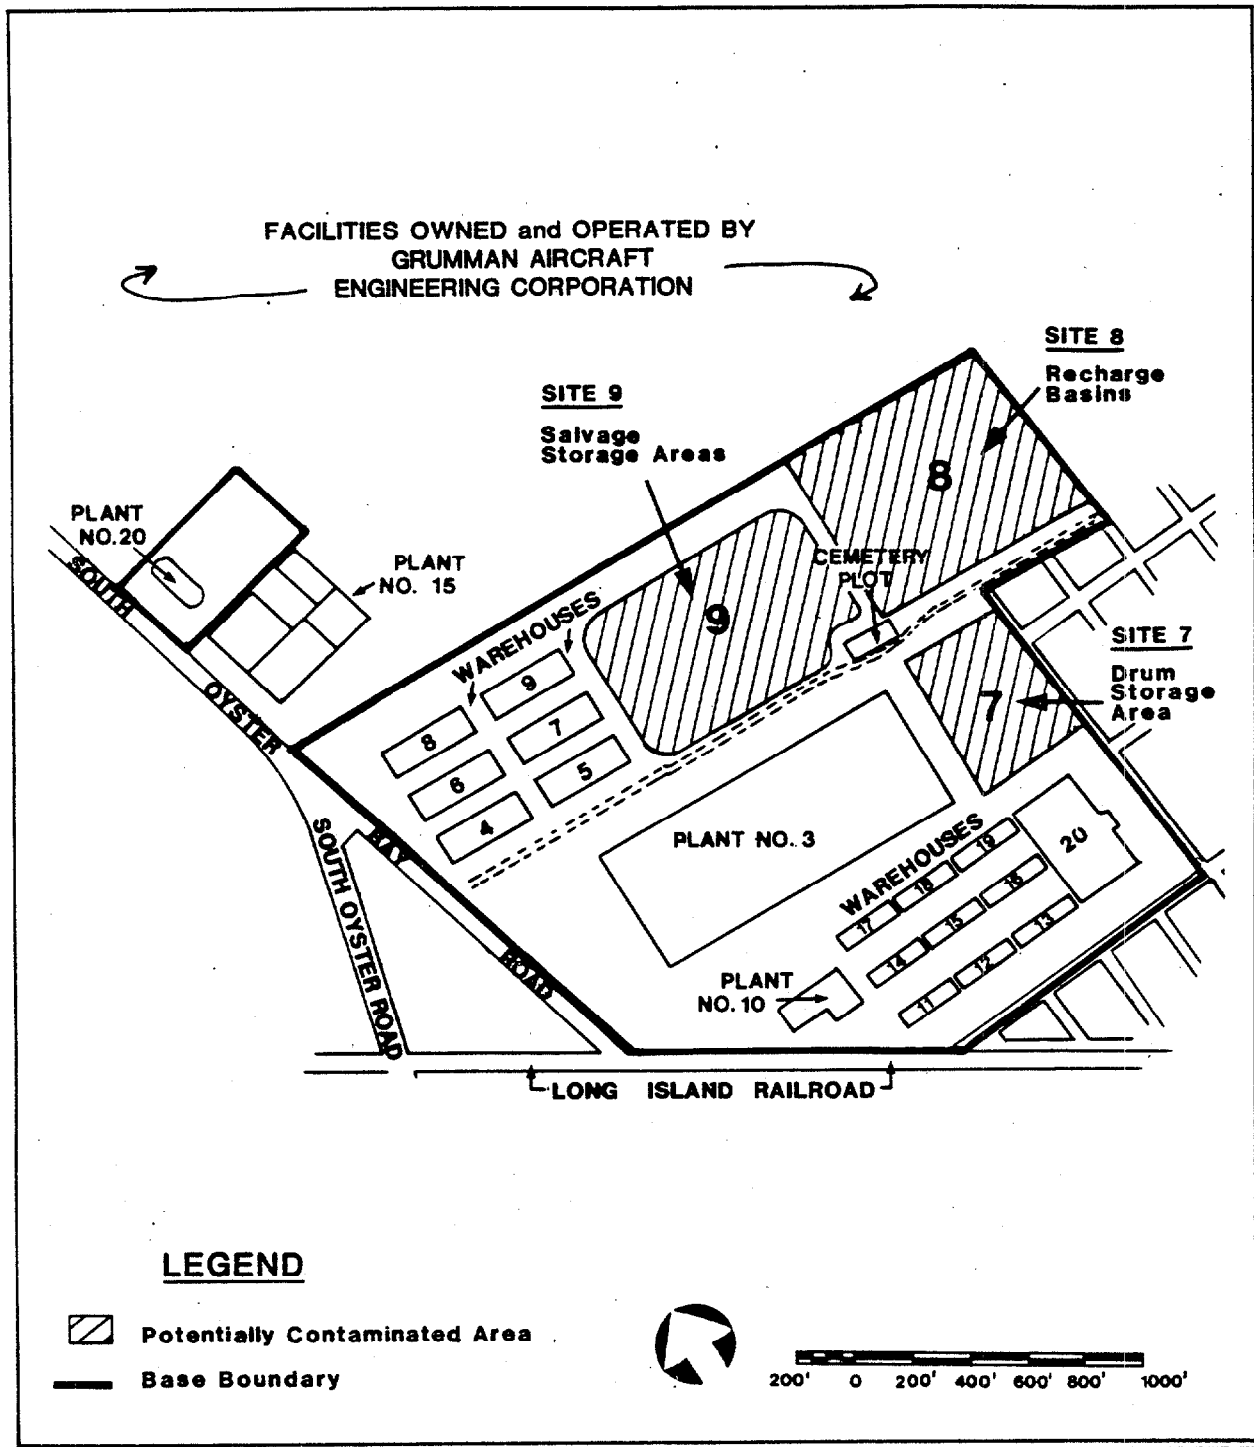 FACILITIES OWNED and OPERATED BY
GRUMMAN AIRCRAFT
ENGINEERING CORPORATION
SITE 8
Recharge
Basins
SITE 9
Salvage
Storage Areas
8
PLANT
NO.20
PLANT
NO. 15
CEMETERY
PLOT
9
SITE 7
Drum
Storage
Area
7
WAREHOUSES
9
8
7
6
5
4
SOUTH
OYSTER
BAY
ROAD
SOUTH OYSTER ROAD
PLANT NO. 3
WAREHOUSES
20
19
18
17
16
15
14
13
12
11
PLANT
NO. 10
LONG ISLAND RAILROAD
LEGEND
Potentially Contaminated Area
Base Boundary
200' 0 200' 400' 600' 800' 1000'